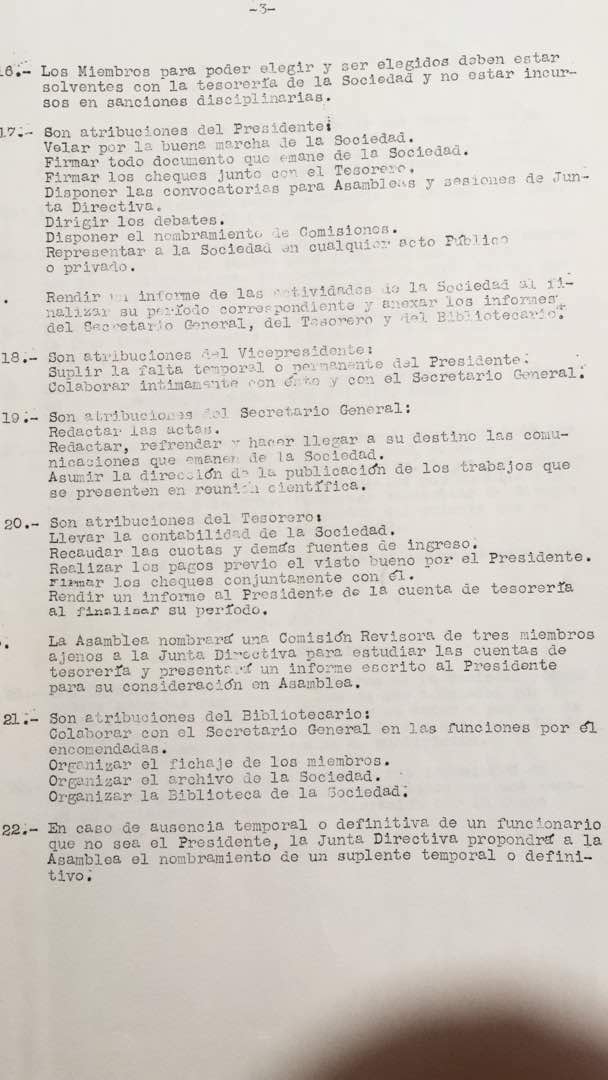 -3-
16.- Los Miembros para poder elegir y ser elegidos deben estar
solventes con la tesorería de la Sociedad y no estar incur-
sos en sanciones disciplinarias.
17.- Son atribuciones del Presidente:
Velar por la buena marcha de la Sociedad.
Firmar todo documento que emane de la Sociedad.
Firmar los cheques junto con el Tesorero.
Disponer las convocatorias para Asambleas y sesiones de Jun-
ta Directiva.
Dirigir los debates.
Disponer el nombramiento de Comisiones.
Representar a la Sociedad en cualquier acto Público
o privado.
. Rendir un informe de las actividades de la Sociedad al fi-
nalizar su período correspondiente y anexar los informes
del Secretario General, del Tesorero y del Bibliotecario.
18.- Son atribuciones del Vicepresidente:
Suplir la falta temporal o permanente del Presidente.
Colaborar intimamente con ésto y con el Secretario General.
19.- Son atribuciones del Secretario General:
Redactar las actas.
Redactar, refrendar y hacer llegar a su destino las comu-
nicaciones que emanen de la Sociedad.
Asumir la dirección de la publicación de los trabajos que
se presenten en reunión científica.
20.- Son atribuciones del Tesorero:
Llevar la contabilidad de la Sociedad.
Recaudar las cuotas y demás fuentes de ingreso.
Realizar los pagos previo el visto bueno por el Presidente.
Firmar los cheques conjuntamente con él.
Rendir un informe al Presidente de la cuenta de tesorería
al finalizar su período.
. La Asamblea nombrará una Comisión Revisora de tres miembros
ajenos a la Junta Directiva para estudiar las cuentas de
tesorería y presentará un informe escrito al Presidente
para su consideración en Asamblea.
21.- Son atribuciones del Bibliotecario:
Colaborar con el Secretario General en las funciones por él
encomendadas.
Organizar el fichaje de los miembros.
Organizar el archivo de la Sociedad.
Organizar la Biblioteca de la Sociedad.
22.- En caso de ausencia temporal o definitiva de un funcionario
que no sea el Presidente, la Junta Directiva propondrá a la
Asamblea el nombramiento de un suplente temporal o defini-
tivo.